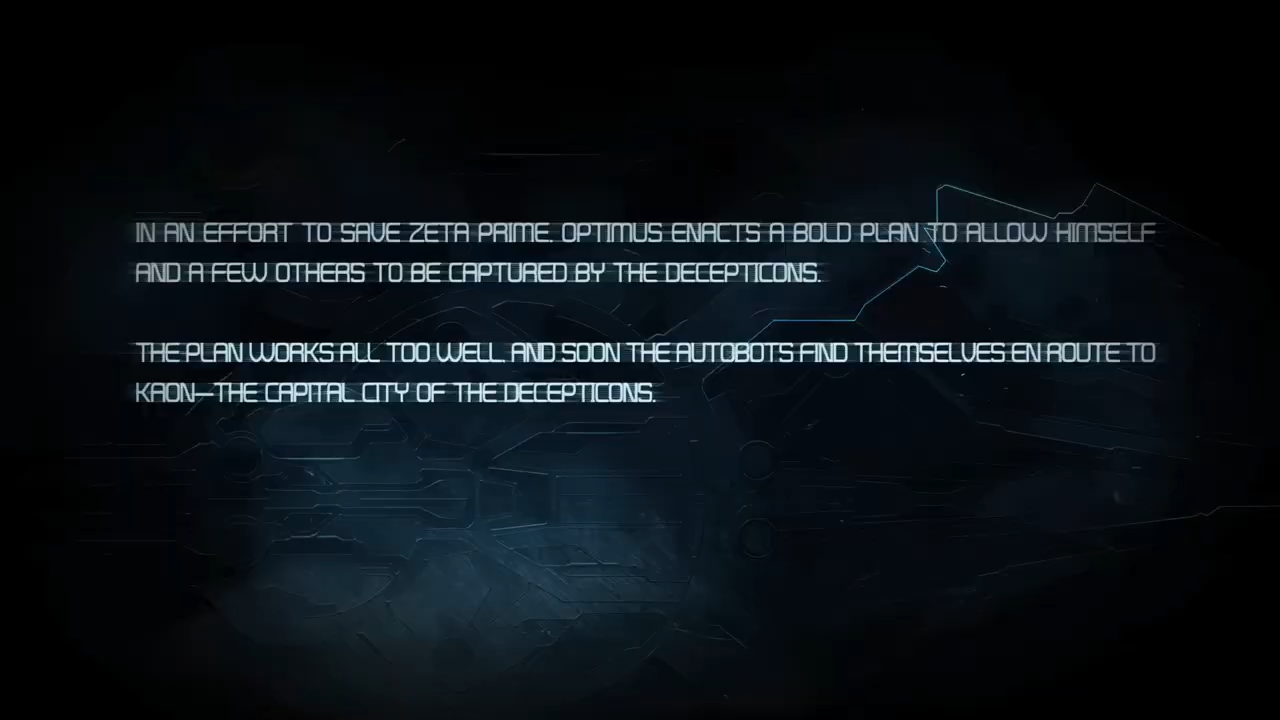 IN AN EFFORT TO SAVE ZETA PRIME, OPTIMUS ENACTS A BOLD PLAN TO ALLOW HIMSELF
AND A FEW OTHERS TO BE CAPTURED BY THE DECEPTICONS.
THE PLAN WORKS ALL TOO WELL, AND SOON THE AUTOBOTS FIND THEMSELVES EN ROUTE TO
KAON—THE CAPITAL CITY OF THE DECEPTICONS.